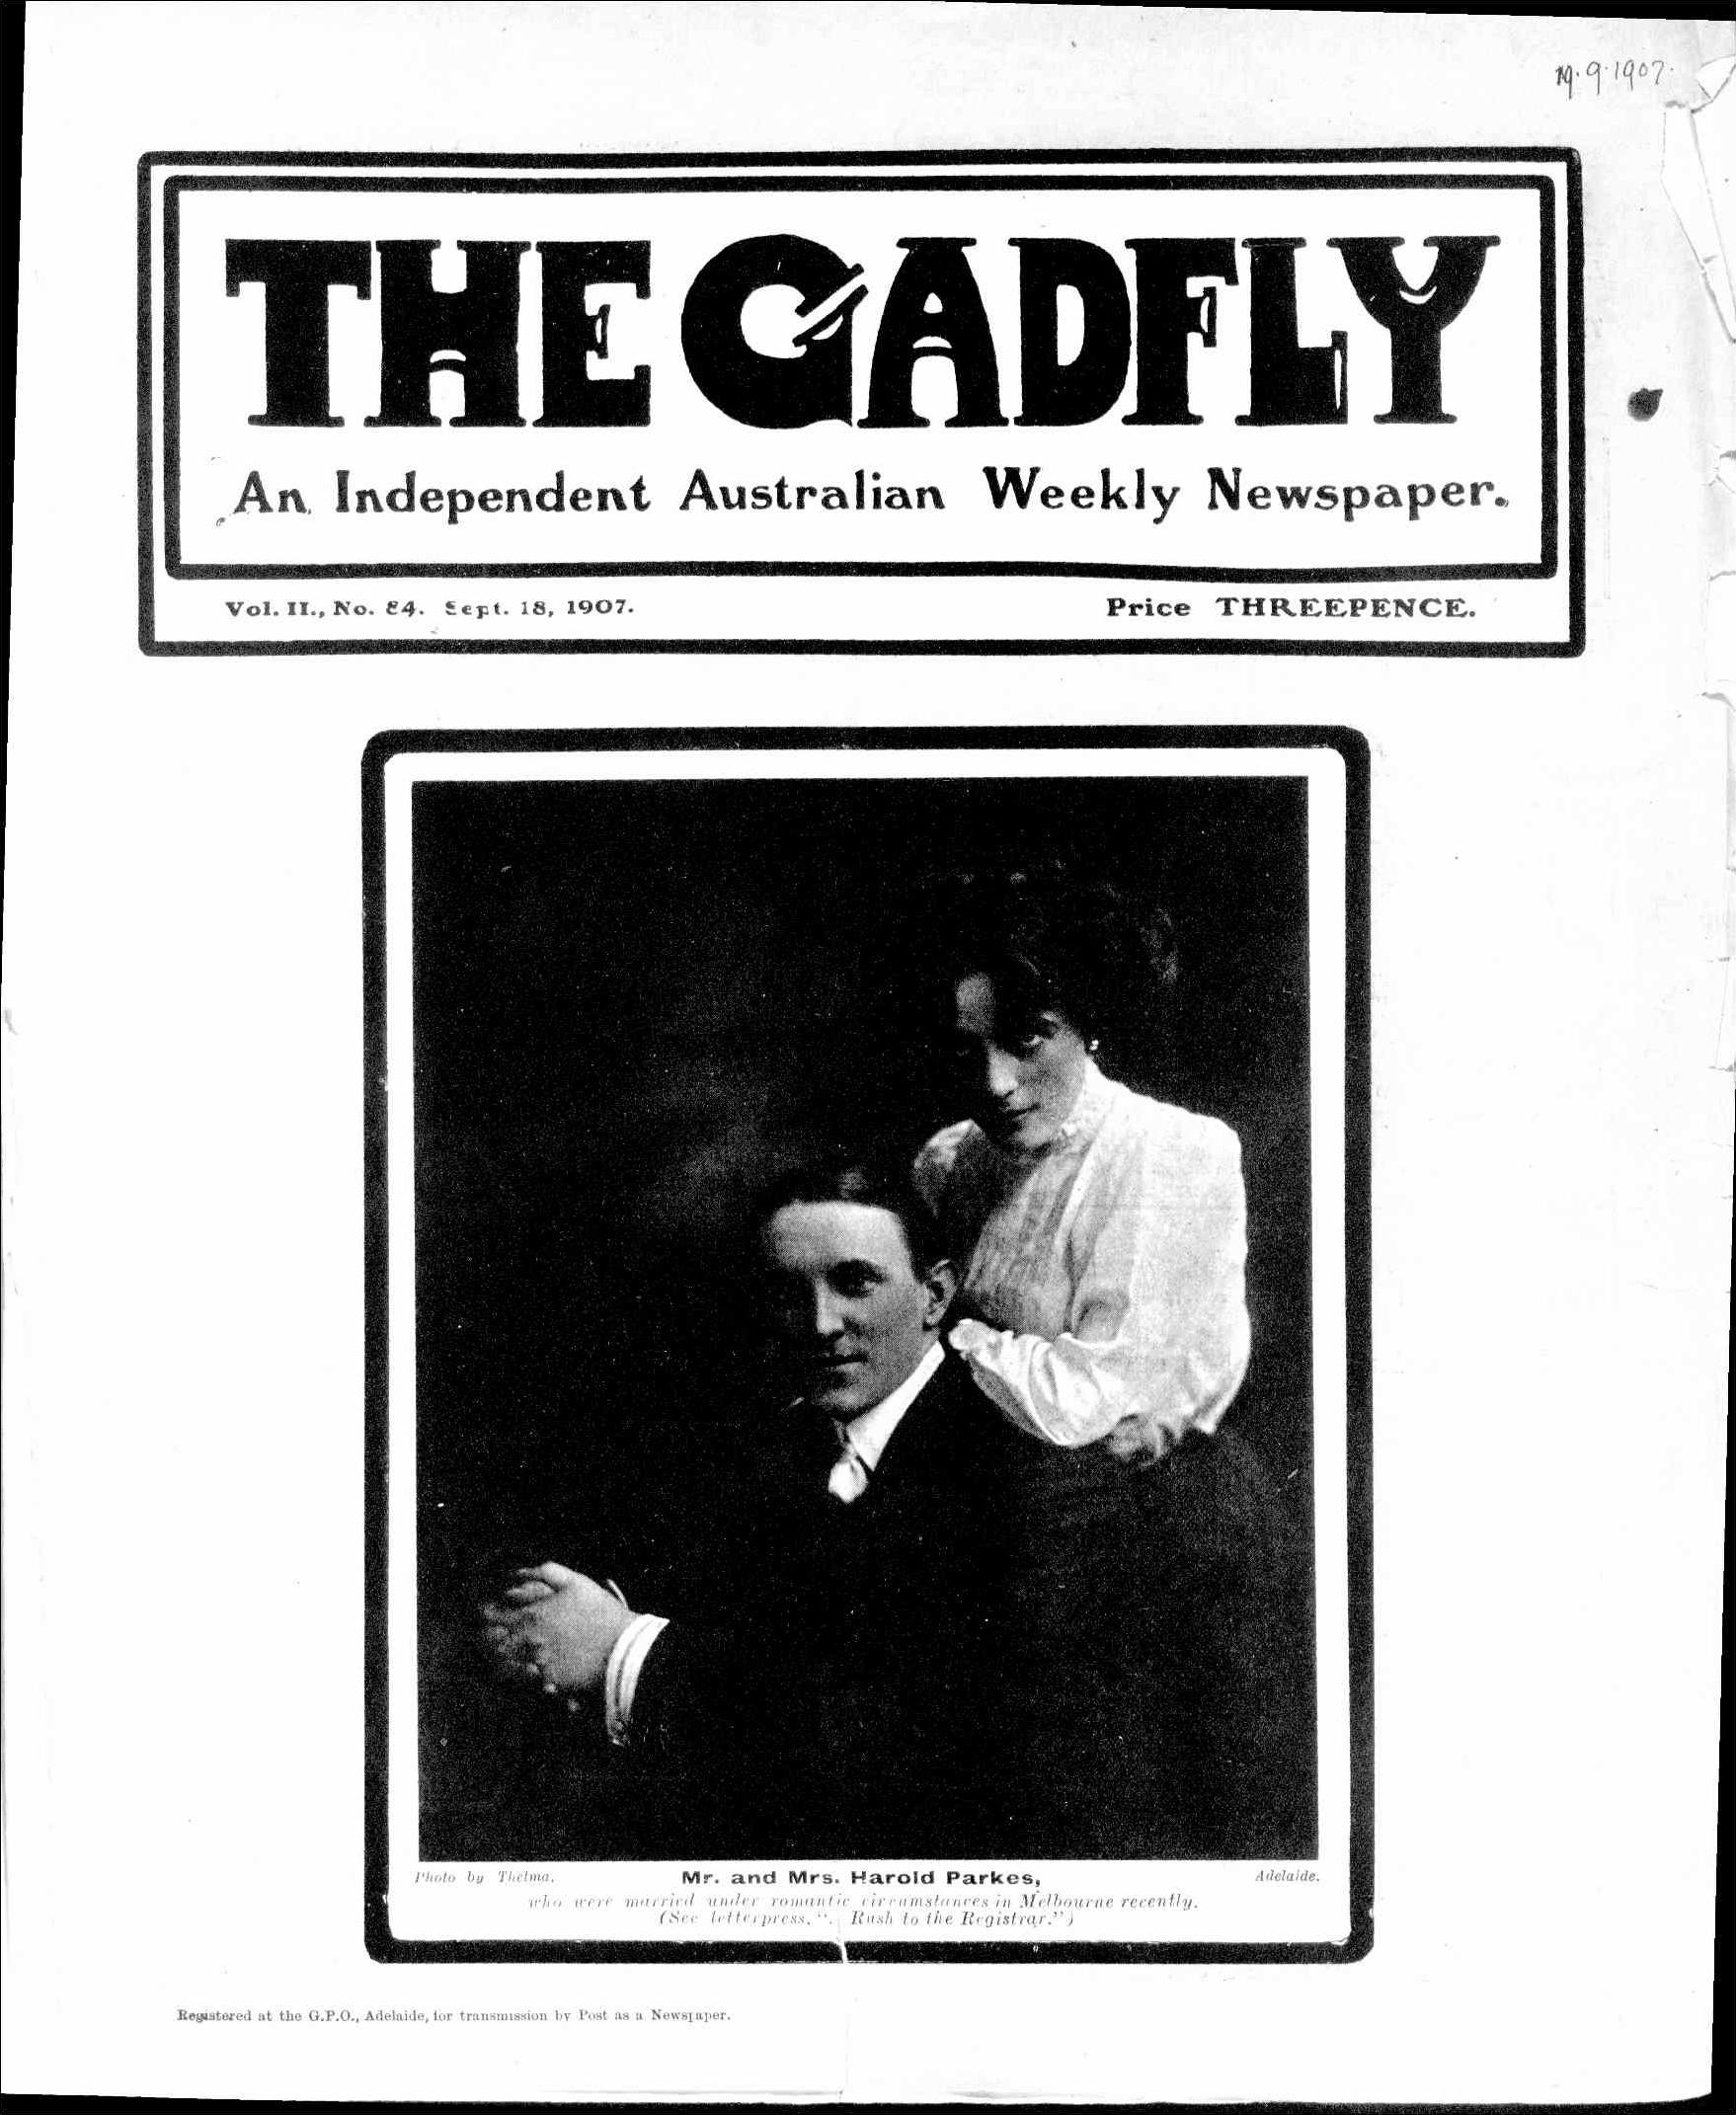 19.9.1907.
THE GADFLY
An Independent Australian Weekly Newspaper.
Vol. II., No. 84. Sept. 18, 1907. Price THREEPENCE.
Photo by Thelma. Mr. and Mrs. Harold Parkes, Adelaide.
who were married under romantic circumstances in Melbourne recently.
(See letterpress, ". Rush to the Registrar.")
Registered at the G.P.O., Adelaide, for transmission by Post as a Newspaper.